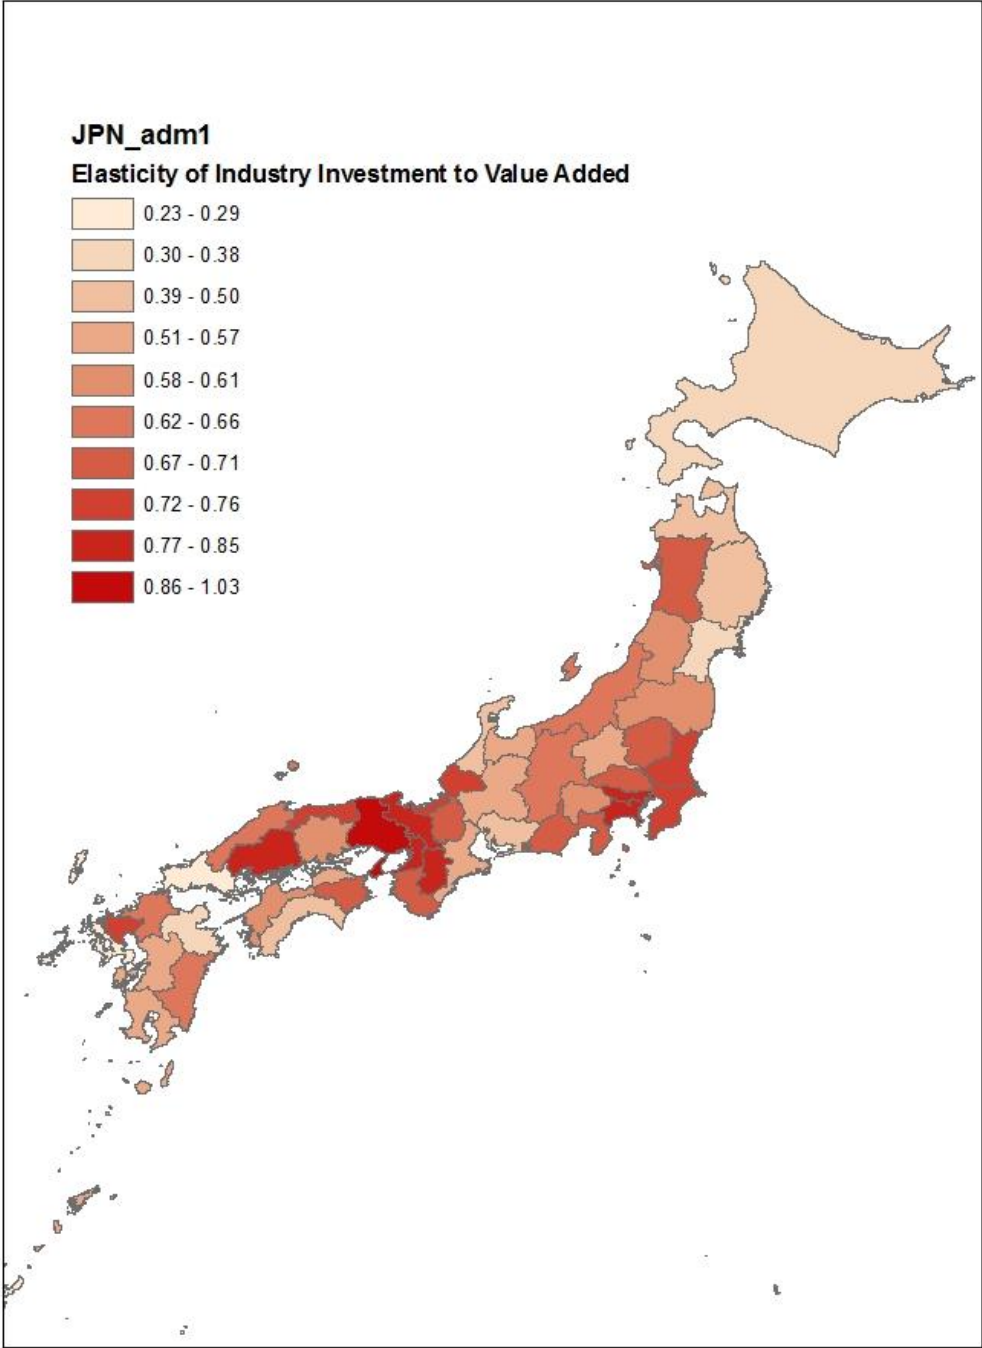 JPN_adm1
Elasticity of Industry Investment to Value Added
0.23 - 0.29
0.30 - 0.38
0.39 - 0.50
0.51 - 0.57
0.58 - 0.61
0.62 - 0.66
0.67 - 0.71
0.72 - 0.76
0.77 - 0.85
0.86 - 1.03